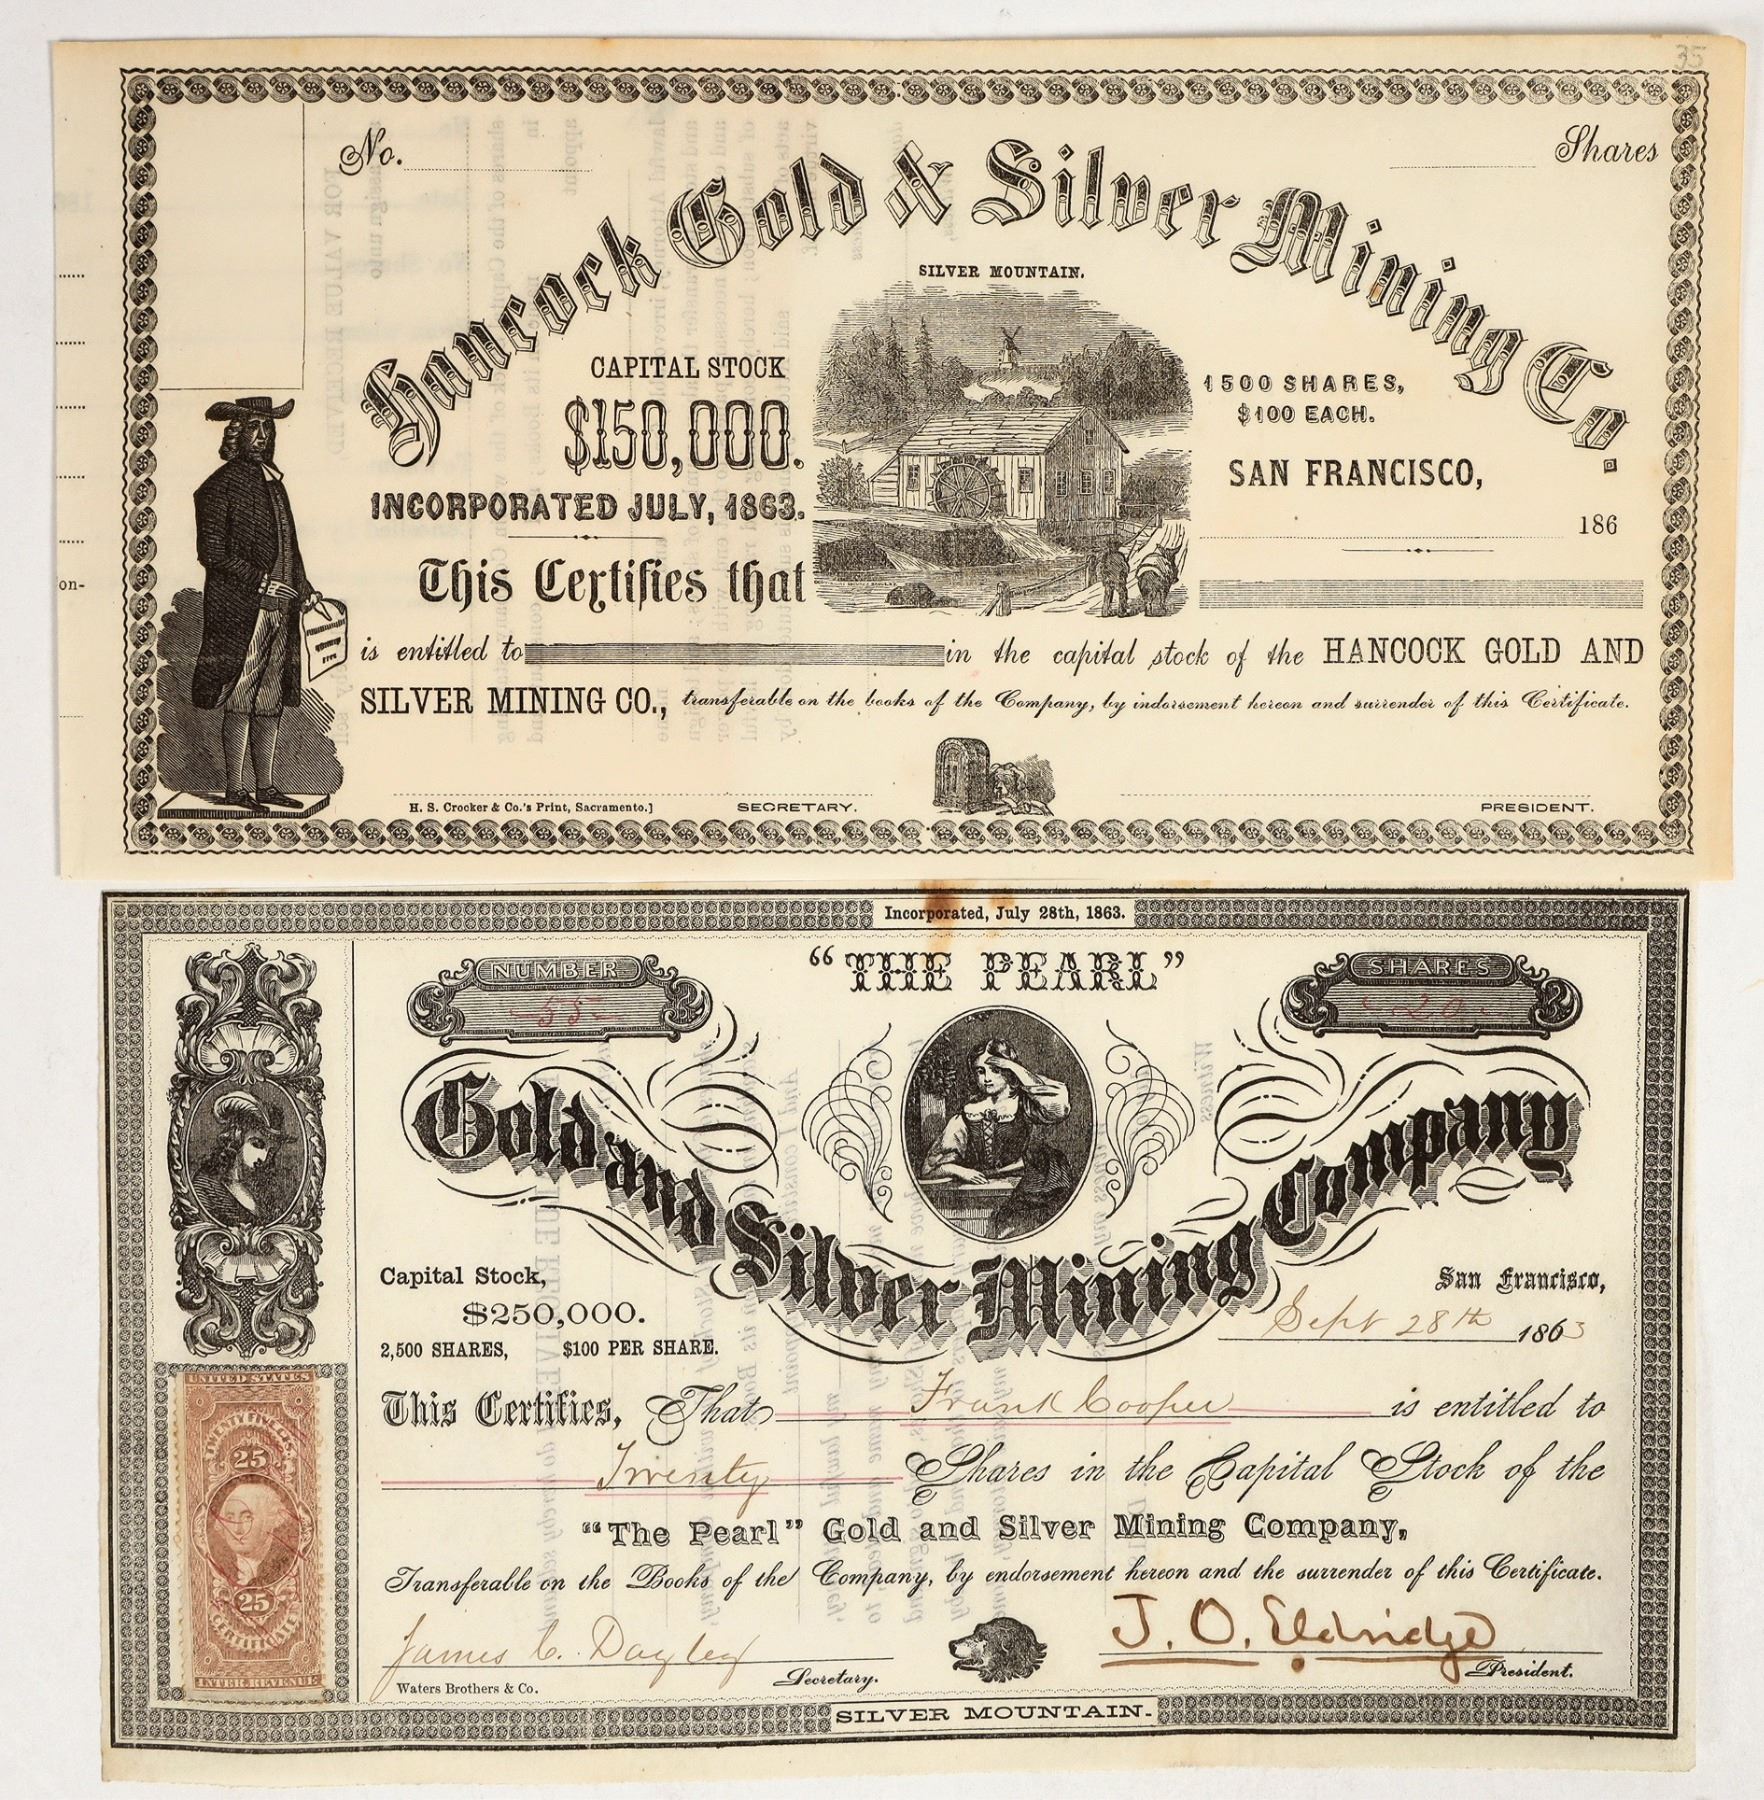 35
No.
Shares
Hancock Gold & Silver Mining Co.
SILVER MOUNTAIN.
CAPITAL STOCK
$150,000.
1500 SHARES,
$100 EACH.
INCORPORATED JULY, 1863.
SAN FRANCISCO,
186
This Certifies that
on-
is entitled to in the capital stock of the HANCOCK GOLD AND
SILVER MINING CO., transferable on the books of the Company, by indorsement hereon and surrender of this Certificate.
H. S. Crocker & Co.'s Print, Sacramento.] SECRETARY. PRESIDENT.
Incorporated, July 28th, 1863.
NUMBER
55
"THE PEARL"
SHARES
20
Gold and Silver Mining Company
Capital Stock,
$250,000.
2,500 SHARES, $100 PER SHARE.
San Francisco,
Sept 28th 1863
This Certifies, That Frank Cooper is entitled to
Twenty Shares in the Capital Stock of the
"The Pearl" Gold and Silver Mining Company,
Transferable on the Books of the Company, by endorsement hereon and the surrender of this Certificate.
James C. Dagley Secretary.
J. O. Eldridge President.
Waters Brothers & Co.
SILVER MOUNTAIN.
UNITED STATES
TWENTY FIVE CENTS
25
25
CERTIFICATE
INTER. REVENUE